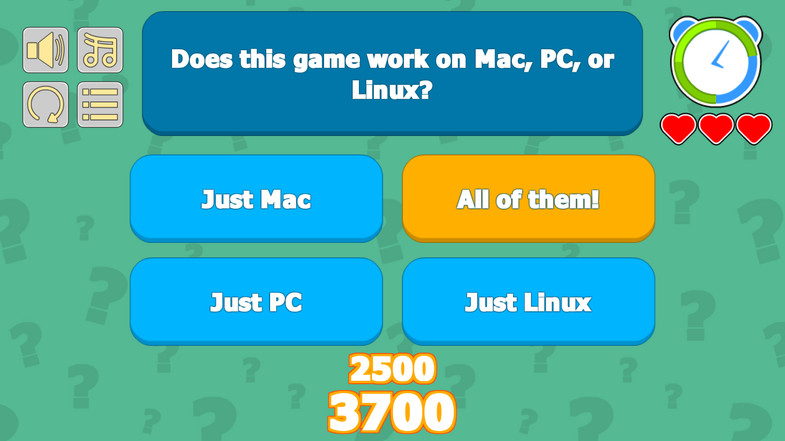 Does this game work on Mac, PC, or
Linux?
Just Mac
All of them!
Just PC
Just Linux
2500
3700